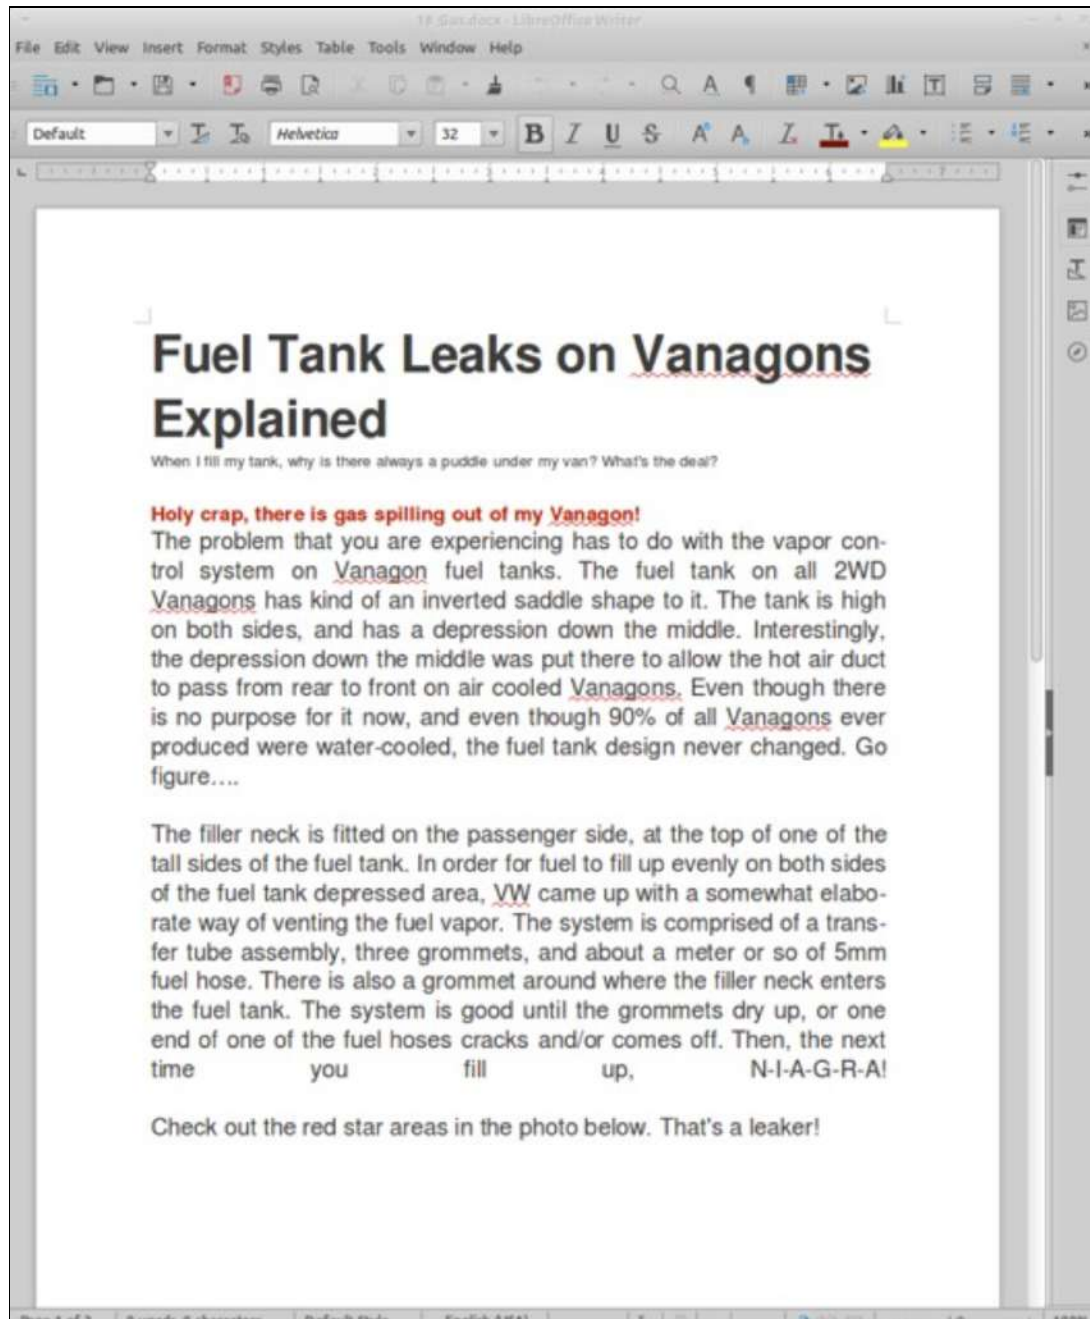 18 Gas.docx - LibreOffice Writer
File Edit View Insert Format Styles Table Tools Window Help
Default Helvetica 32
Fuel Tank Leaks on Vanagons
Explained
When I fill my tank, why is there always a puddle under my van? What's the deal?
Holy crap, there is gas spilling out of my Vanagon!
The problem that you are experiencing has to do with the vapor con-
trol system on Vanagon fuel tanks. The fuel tank on all 2WD
Vanagons has kind of an inverted saddle shape to it. The tank is high
on both sides, and has a depression down the middle. Interestingly,
the depression down the middle was put there to allow the hot air duct
to pass from rear to front on air cooled Vanagons. Even though there
is no purpose for it now, and even though 90% of all Vanagons ever
produced were water-cooled, the fuel tank design never changed. Go
figure....
The filler neck is fitted on the passenger side, at the top of one of the
tall sides of the fuel tank. In order for fuel to fill up evenly on both sides
of the fuel tank depressed area, VW came up with a somewhat elabo-
rate way of venting the fuel vapor. The system is comprised of a trans-
fer tube assembly, three grommets, and about a meter or so of 5mm
fuel hose. There is also a grommet around where the filler neck enters
the fuel tank. The system is good until the grommets dry up, or one
end of one of the fuel hoses cracks and/or comes off. Then, the next
time you fill up, N-I-A-G-R-A!
Check out the red star areas in the photo below. That's a leaker!